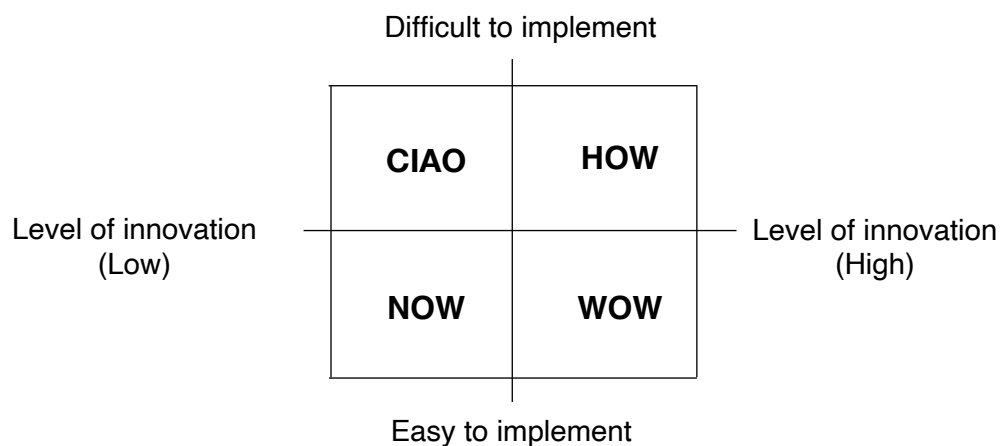 Difficult to implement
CIAO HOW
Level of innovation
(Low)
Level of innovation
(High)
NOW WOW
Easy to implement